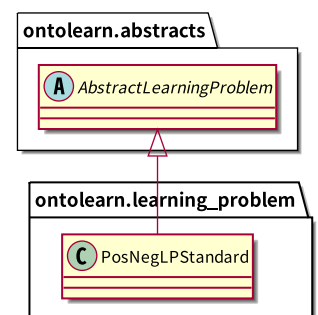 ontolearn.abstracts
A AbstractLearningProblem
ontolearn.learning_problem
C PosNegLPStandard